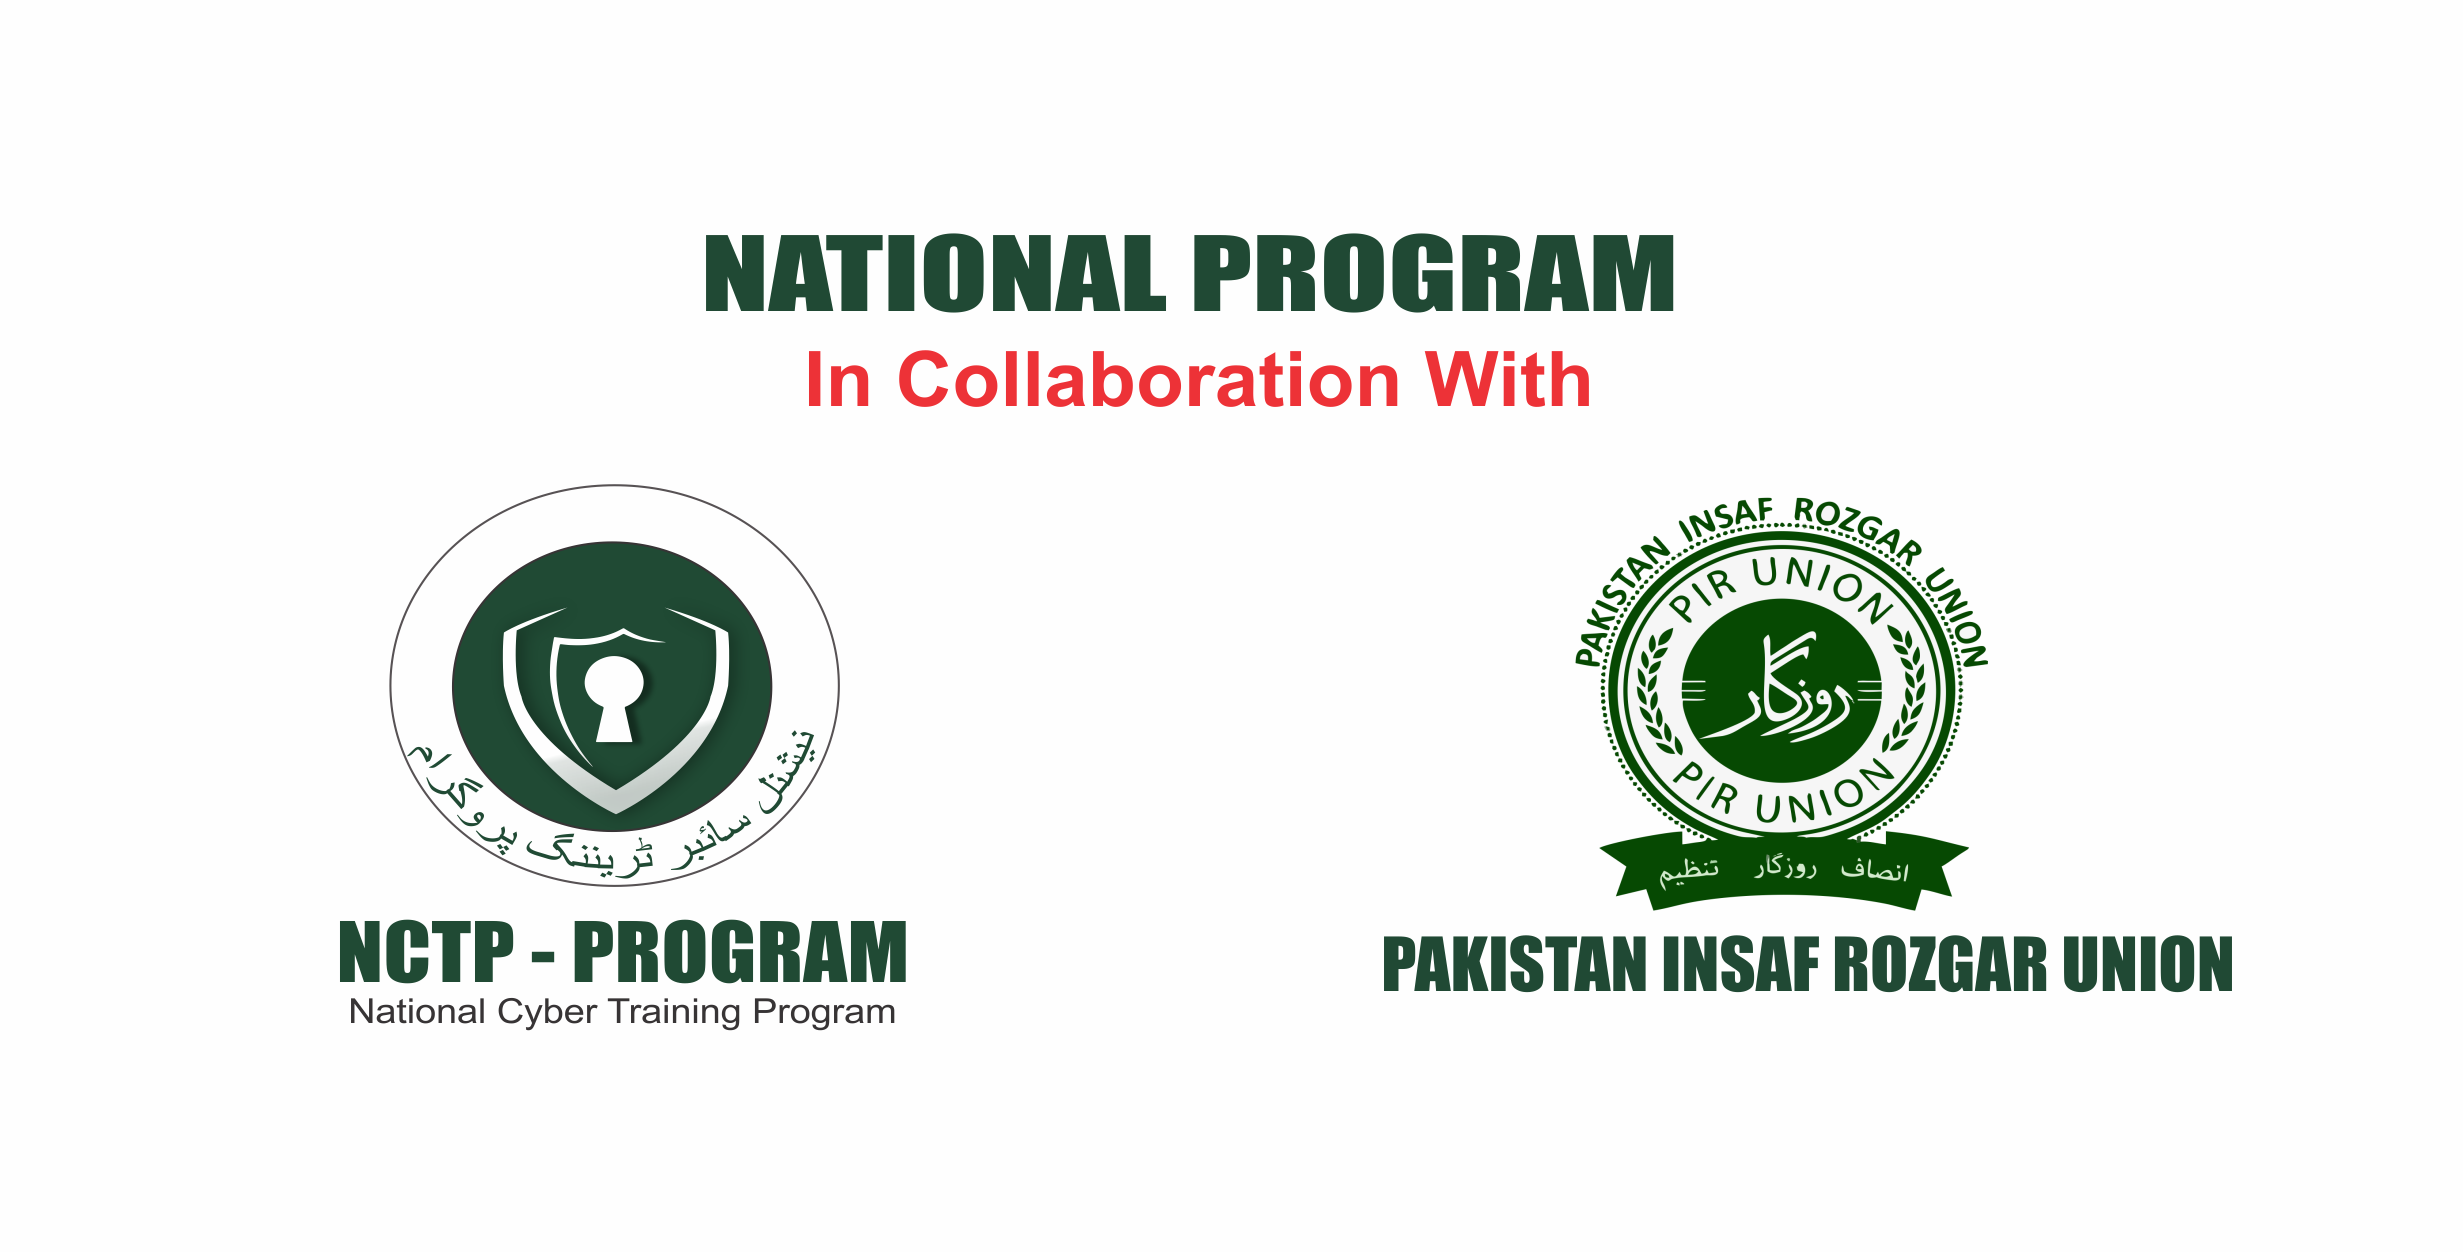 NATIONAL PROGRAM
In Collaboration With
نیشنل سائبر ٹریننگ پروگرام
NCTP - PROGRAM
National Cyber Training Program
PAKISTAN INSAF ROZGAR UNION
PIR UNION
روزگار
PIR UNION
انصاف روزگار تنظیم
PAKISTAN INSAF ROZGAR UNION